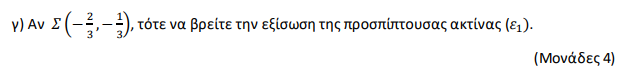 γ) Αν Σ(−2/3, −1/3), τότε να βρείτε την εξίσωση της προσπίπτουσας ακτίνας (ε₁).
(Μονάδες 4)